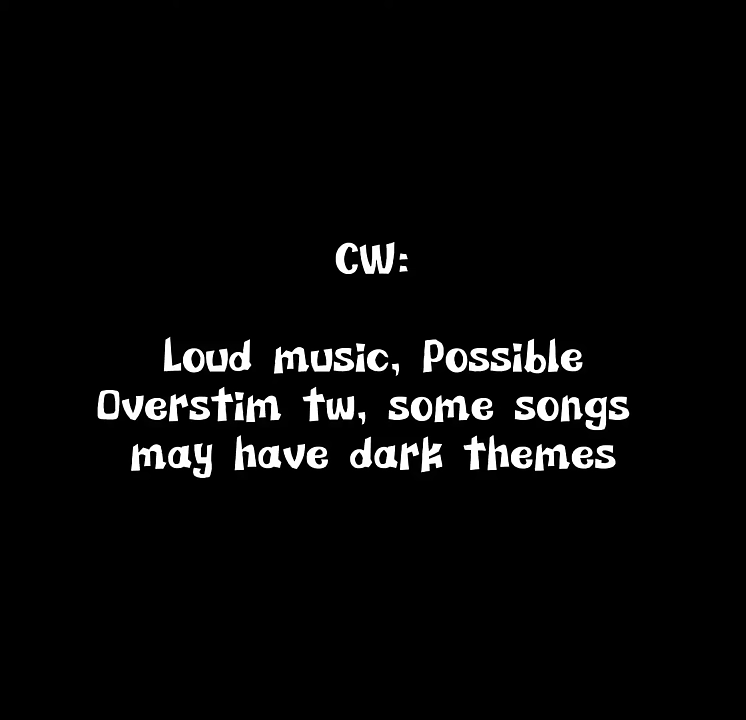 CW:
Loud music, Possible
Overstim tw, some songs
may have dark themes